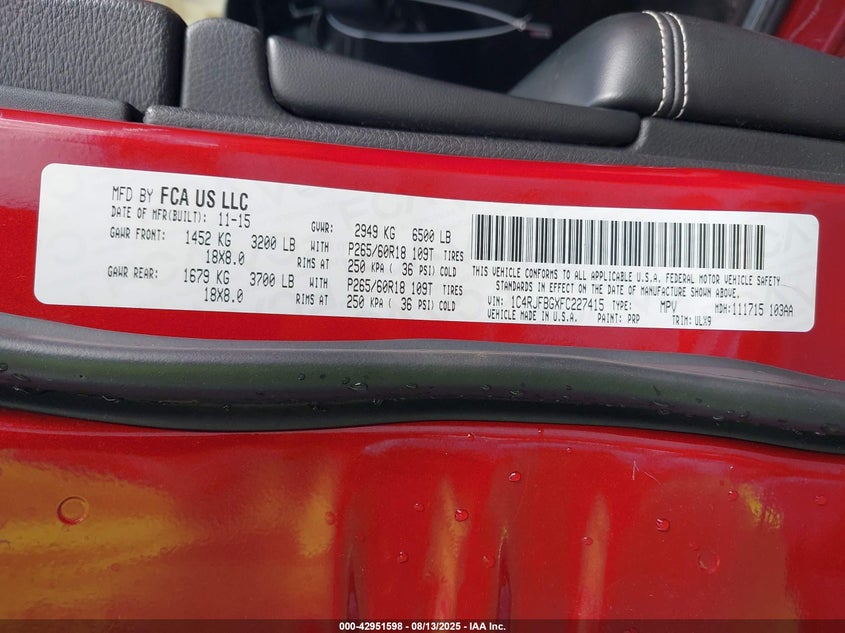 MFD BY FCA US LLC
DATE OF MFR(BUILT): 11-15 GVWR: 2949 KG 6500 LB
GAWR FRONT: 1452 KG 3200 LB WITH P265/60R18 109T TIRES
18X8.0 RIMS AT 250 KPA ( 36 PSI) COLD
GAWR REAR: 1679 KG 3700 LB WITH P265/60R18 109T TIRES
18X8.0 RIMS AT 250 KPA ( 36 PSI) COLD
THIS VEHICLE CONFORMS TO ALL APPLICABLE U.S.A. FEDERAL MOTOR VEHICLE SAFETY
STANDARDS IN EFFECT ON THE DATE OF MANUFACTURE SHOWN ABOVE.
VIN: 1C4RJFBGXFC227415 TYPE: MPV MDH:111715 103AA
VEHICLE MADE IN U.S.A. PAINT: PRP TRIM: ULX9
000-42951598 - 08/13/2025 - IAA Inc.